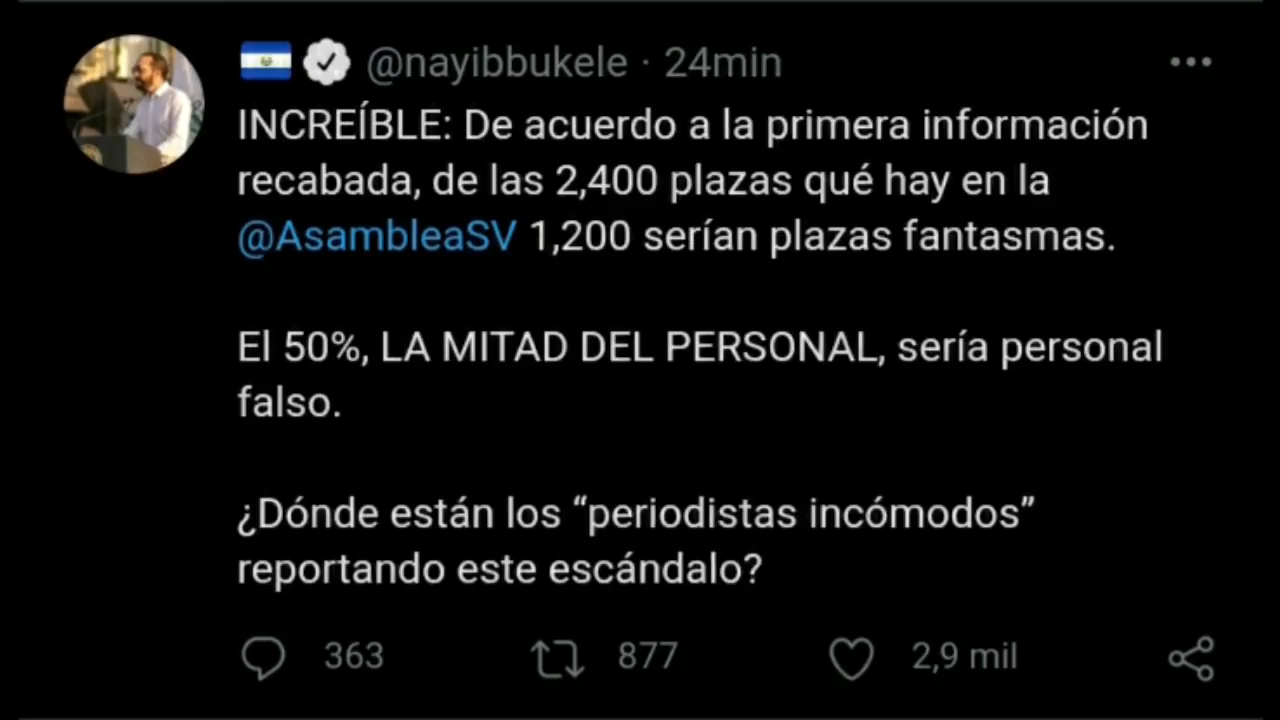 @nayibbukele · 24min
INCREÍBLE: De acuerdo a la primera información
recabada, de las 2,400 plazas qué hay en la
@AsambleaSV 1,200 serían plazas fantasmas.
El 50%, LA MITAD DEL PERSONAL, sería personal
falso.
¿Dónde están los “periodistas incómodos”
reportando este escándalo?
363 877 2,9 mil